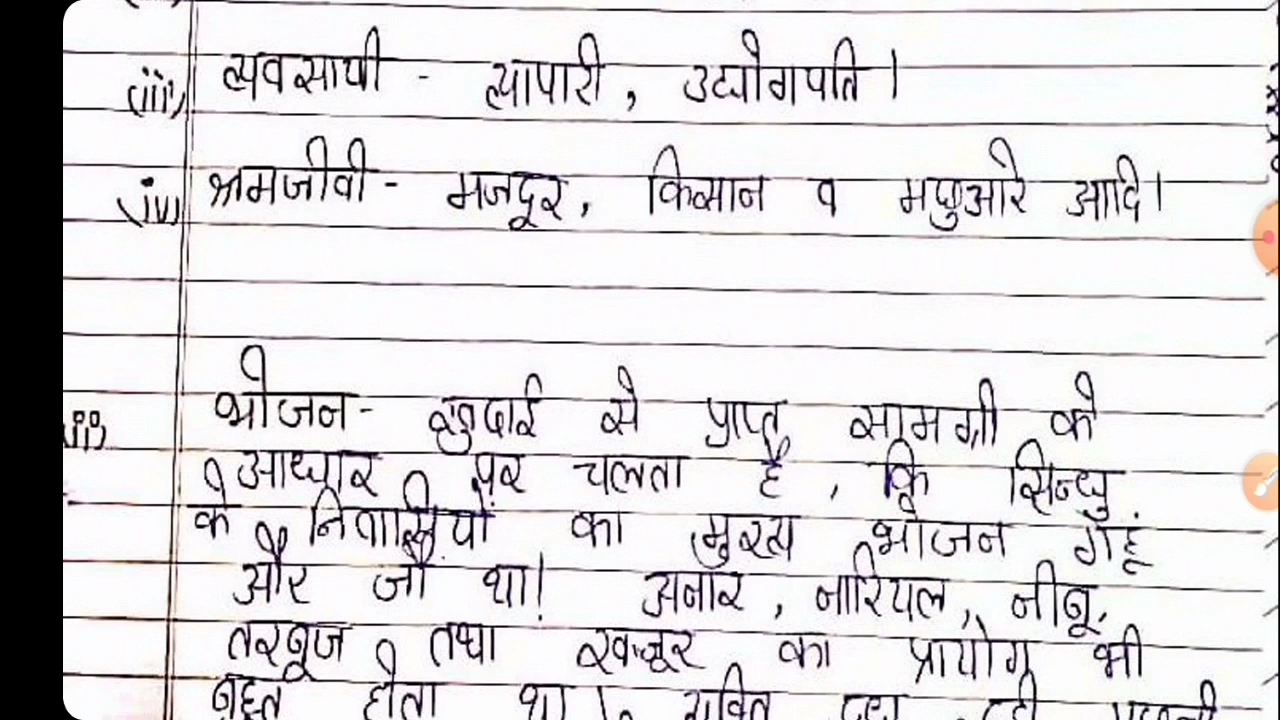 (iii) व्यवसायी - व्यापारी, उद्योगपति।
(iv) श्रमजीवी - मजदूर, किसान व मछुआरे आदि।
(ii) भोजन - खुदाई से प्राप्त सामग्री के
आधार पर चलता है, कि सिन्धु
के निवासियों का मुख्य भोजन गेहूं
और जौ था! अनार, नारियल, नीबू,
तरबूज तथा खजूर का प्रायोग भी
बहुत होता था।